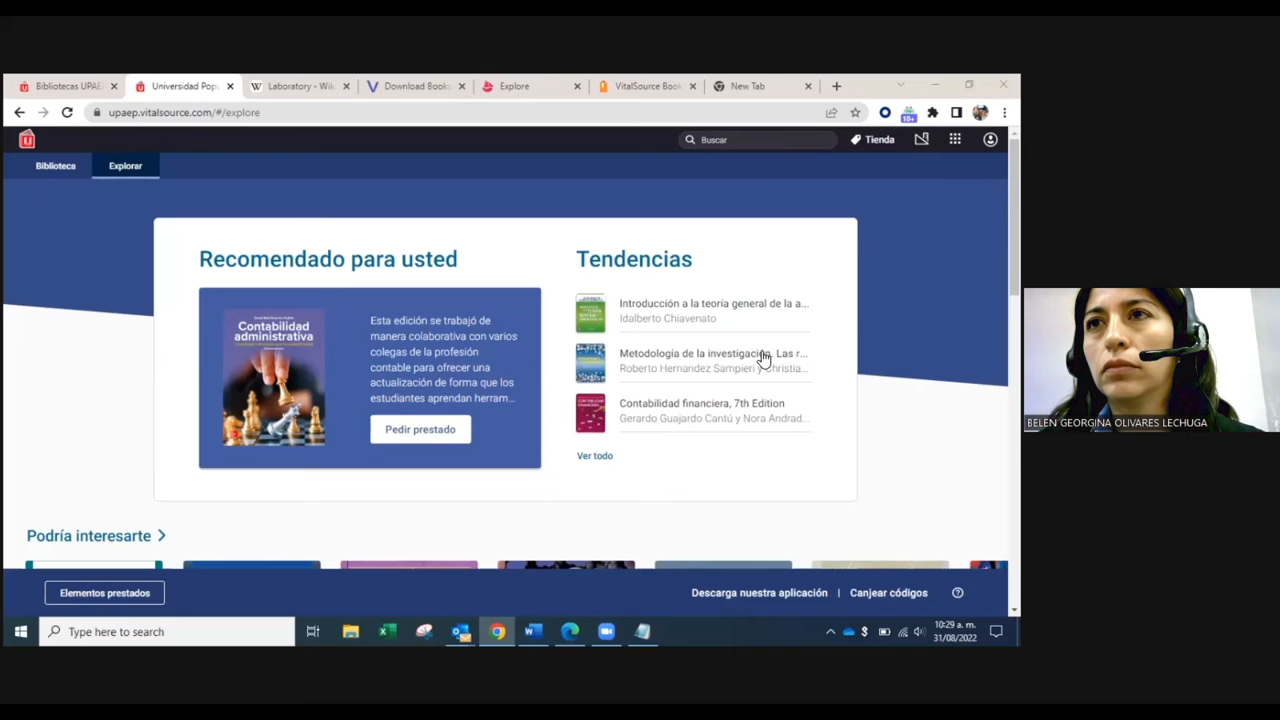 Bibliotecas UPAE
Universidad Popu
Laboratory - Wiki
Download Books
Explore
VitalSource Book
New Tab
upaep.vitalsource.com/#/explore
10+
Buscar
Tienda
Biblioteca
Explorar
Recomendado para usted
Contabilidad
administrativa
Esta edición se trabajó de
manera colaborativa con varios
colegas de la profesión
contable para ofrecer una
actualización de forma que los
estudiantes aprendan herram...
Pedir prestado
Tendencias
Introducción a la teoría general de la a...
Idalberto Chiavenato
Metodología de la investigación. Las r...
Roberto Hernandez Sampieri y Christia...
Contabilidad financiera, 7th Edition
Gerardo Guajardo Cantú y Nora Andrad...
Ver todo
BELEN GEORGINA OLIVARES LECHUGA
Podría interesarte >
Elementos prestados
Descarga nuestra aplicación | Canjear códigos
Type here to search
10:29 a. m.
31/08/2022